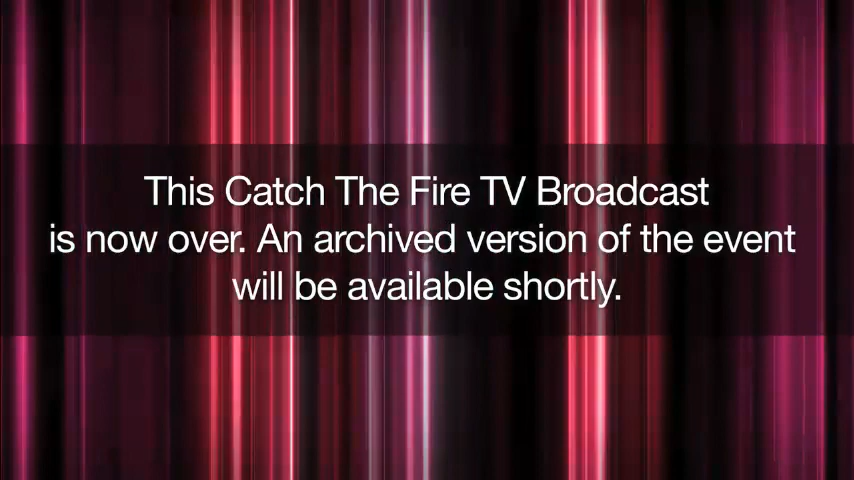 This Catch The Fire TV Broadcast
is now over. An archived version of the event
will be available shortly.